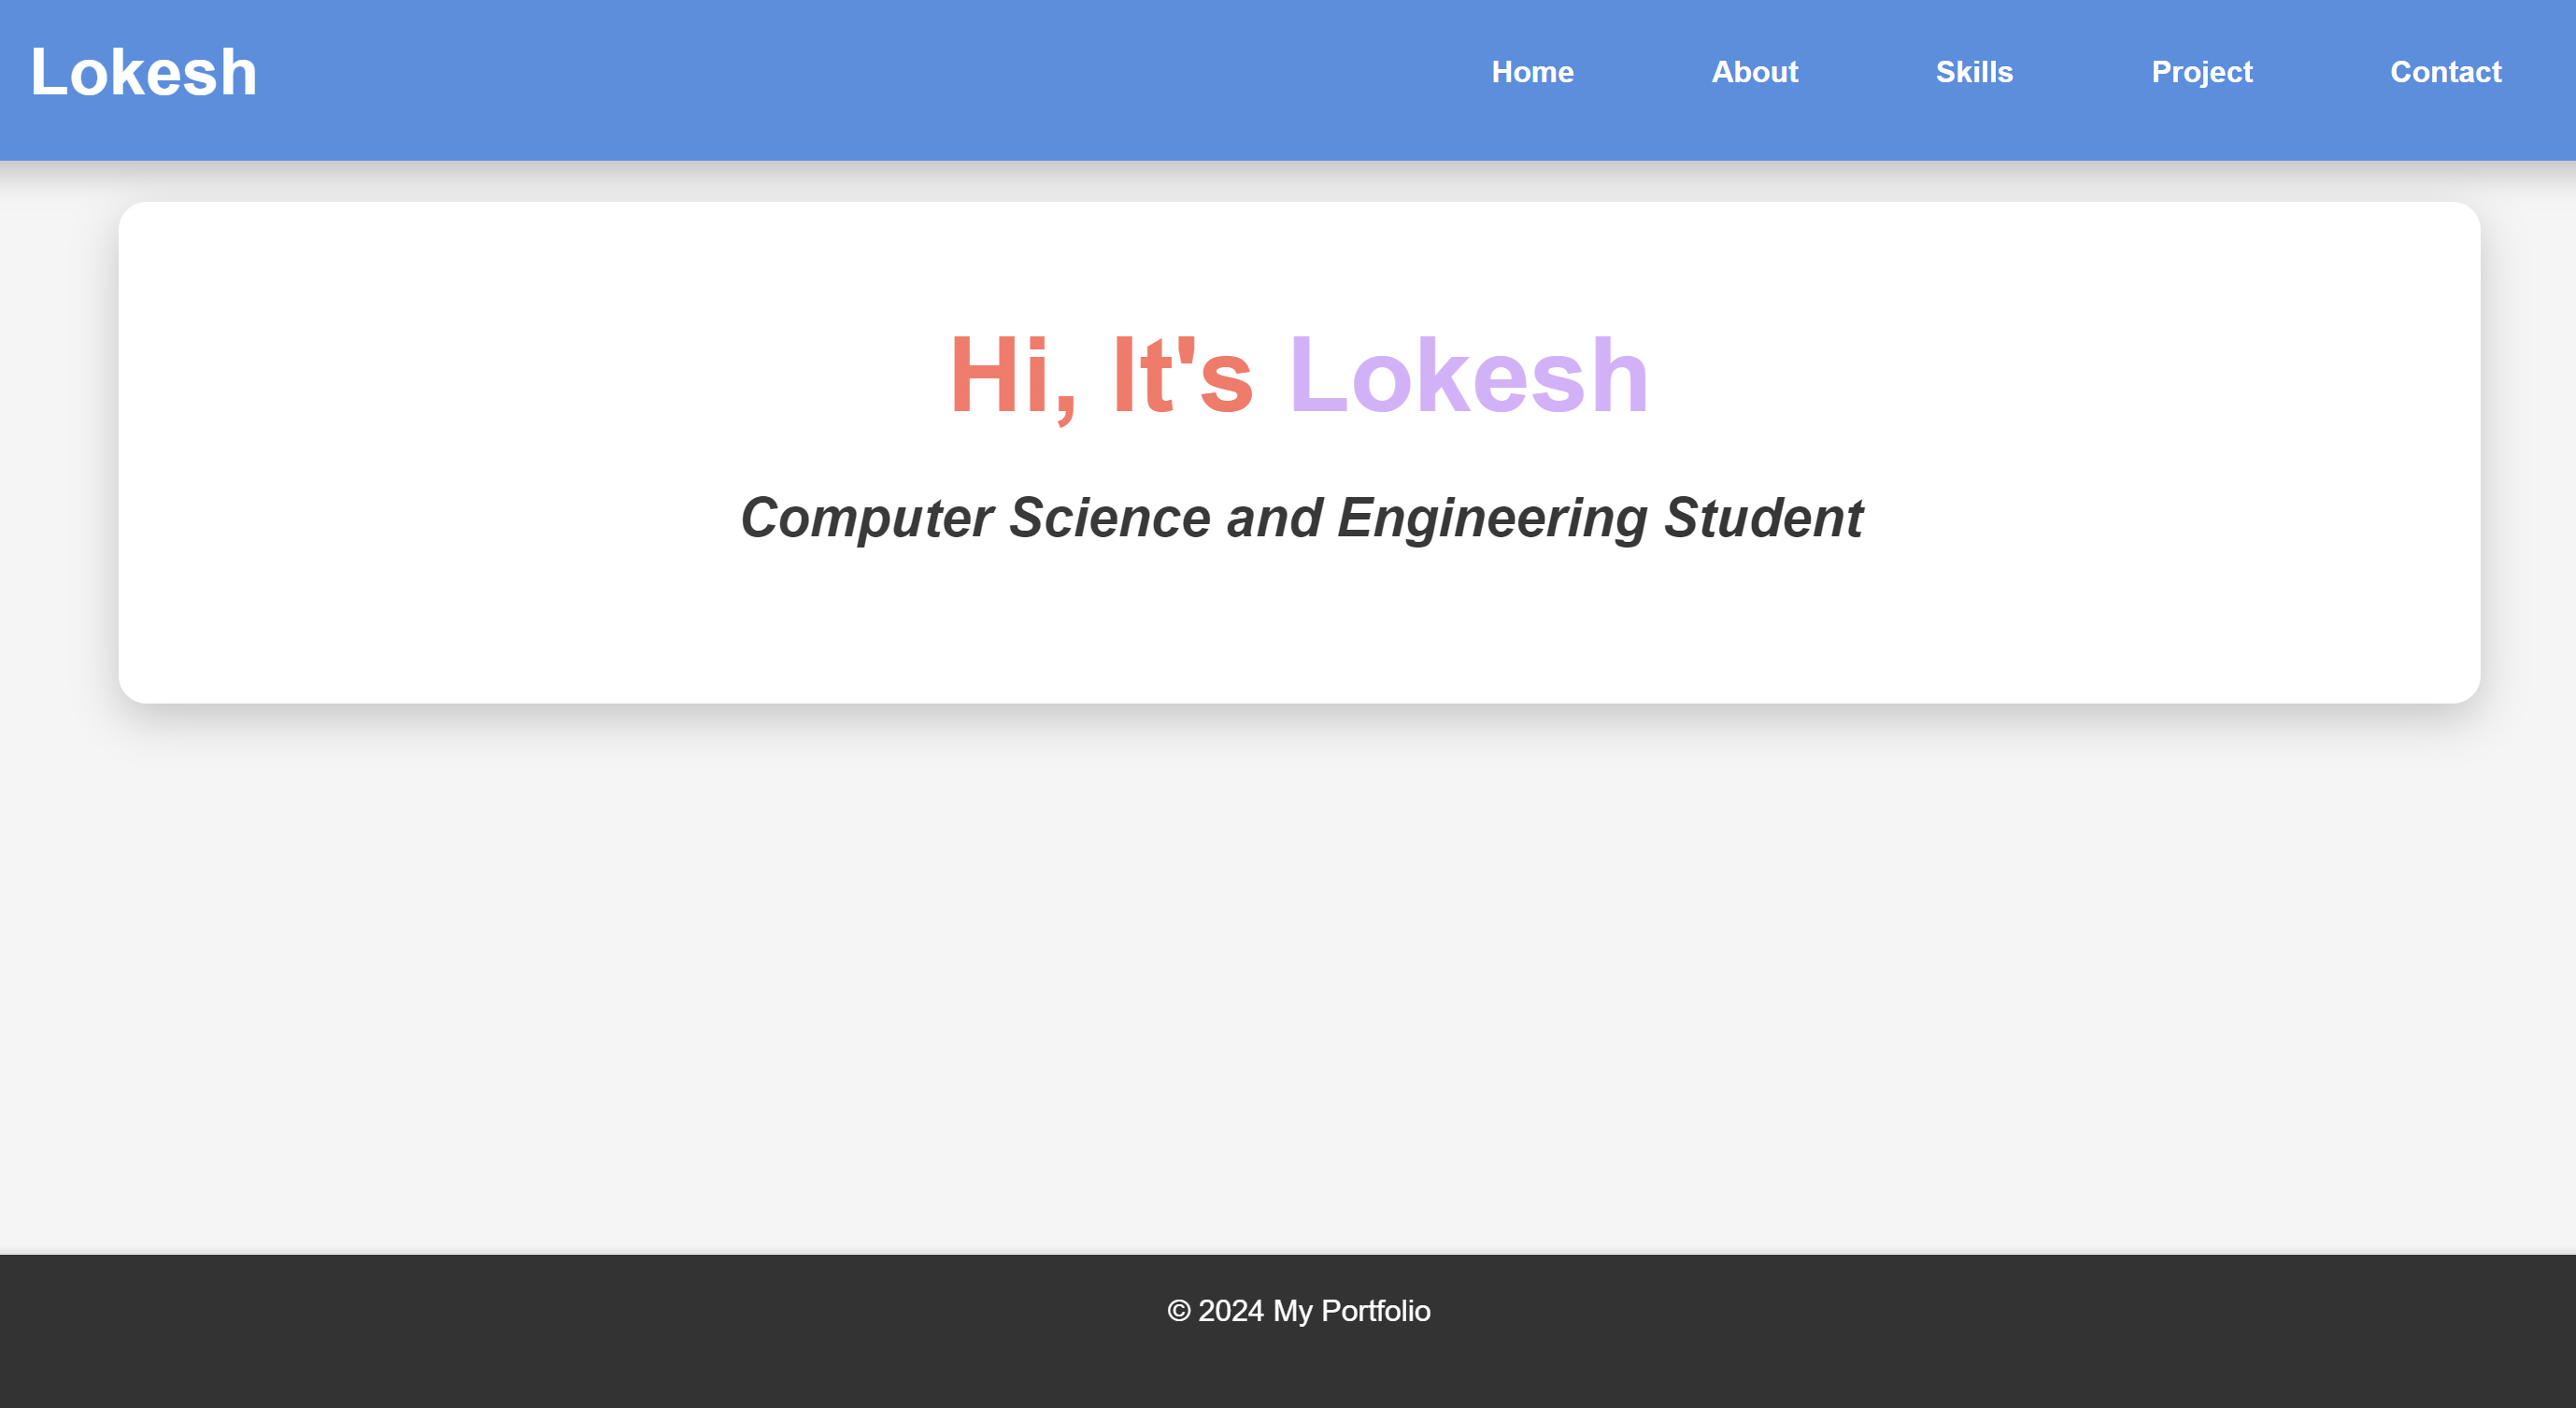 Lokesh
Home About Skills Project Contact
Hi, It's Lokesh
Computer Science and Engineering Student
© 2024 My Portfolio